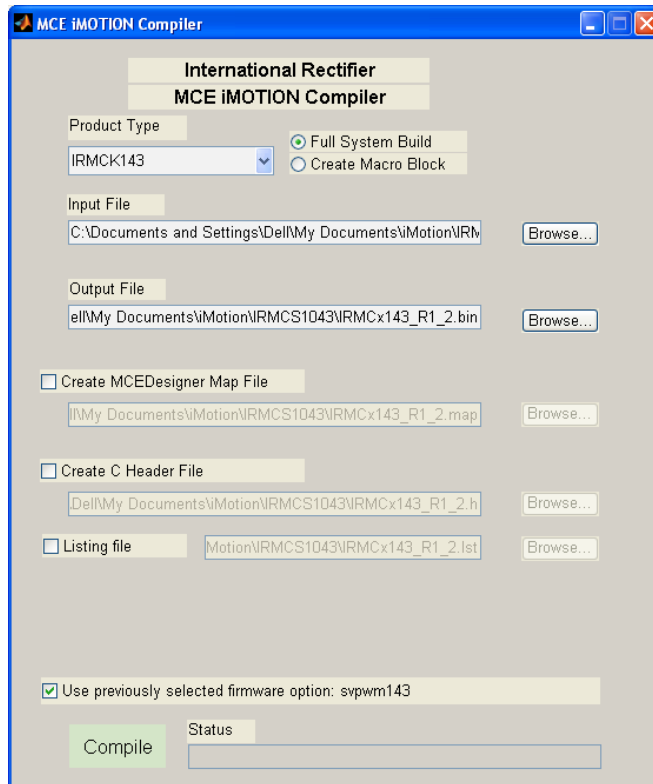 MCE iMOTION Compiler
International Rectifier
MCE iMOTION Compiler
Product Type
IRMCK143
Full System Build
Create Macro Block
Input File
C:\Documents and Settings\Dell\My Documents\iMotion\IRM
Browse...
Output File
ell\My Documents\iMotion\IRMCS1043\IRMCx143_R1_2.bin
Browse...
Create MCEDesigner Map File
ll\My Documents\iMotion\IRMCS1043\IRMCx143_R1_2.map
Browse...
Create C Header File
.Dell\My Documents\iMotion\IRMCS1043\IRMCx143_R1_2.h
Browse...
Listing file
Motion\IRMCS1043\IRMCx143_R1_2.lst
Browse...
Use previously selected firmware option: svpwm143
Compile
Status